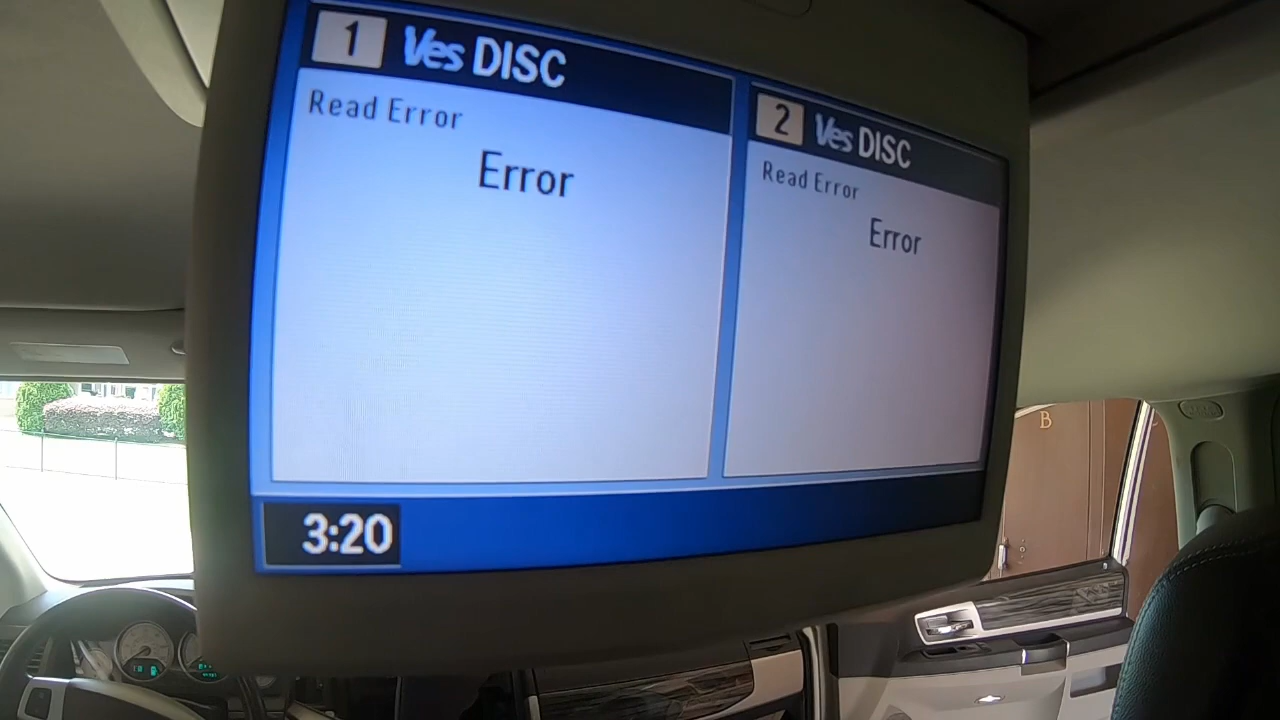 1 Ves DISC
Read Error
Error
2 Ves DISC
Read Error
Error
3:20
B